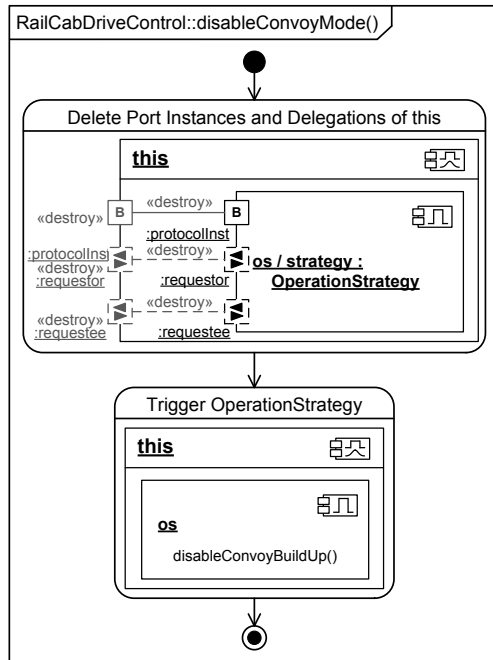 RailCabDriveControl::disableConvoyMode()
Delete Port Instances and Delegations of this
this
«destroy»
«destroy»
B
B
:protocolInst
:protocolInst
«destroy»
«destroy»
:requestor
:requestor
os / strategy :
OperationStrategy
«destroy»
«destroy»
:requestee
:requestee
Trigger OperationStrategy
this
os
disableConvoyBuildUp()